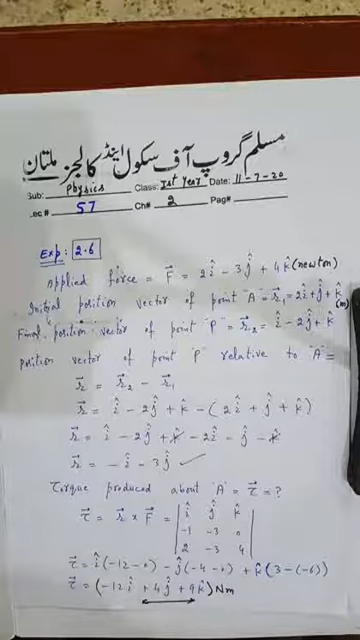 مسلم گروپ آف سکول اینڈ کالجز ملتان
Sub: Physics Class: Ist Year Date: 11-7-20
Lec# 57 Ch# 2 Pag#
Exp: 2.6
Applied force = F⃗ = 2î - 3ĵ + 4k̂ (newton)
Initial position vector of point "A" = r⃗₁ = 2î + ĵ + k̂ (m)
Final position vector of point "P" = r⃗₂ = î - 2ĵ + k̂
position vector of point "P" relative to "A" =
r⃗ = r⃗₂ - r⃗₁
r⃗ = î - 2ĵ + k̂ - (2î + ĵ + k̂)
r⃗ = î - 2ĵ + k̂ - 2î - ĵ - k̂
r⃗ = - î - 3ĵ ✓
Torque produced about "A" = τ⃗ = ?
τ⃗ = r⃗ x F⃗ = | î ĵ k̂ |
| -1 -3 0 |
| 2 -3 4 |
τ⃗ = î(-12-0) - ĵ(-4-0) + k̂(3-(-6))
τ⃗ = (-12î + 4ĵ + 9k̂) Nm